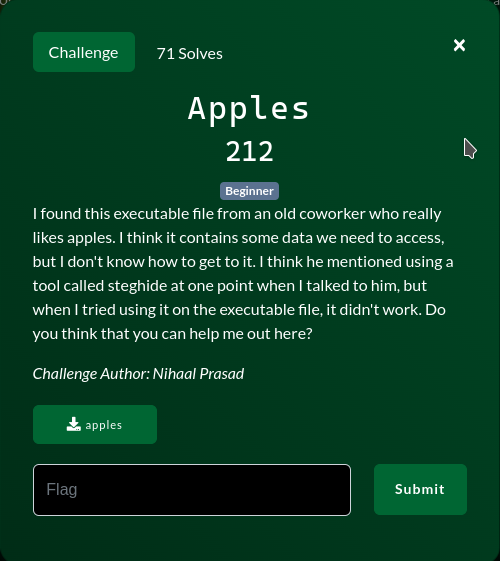 Challenge
71 Solves
×
Apples
212
Beginner
I found this executable file from an old coworker who really
likes apples. I think it contains some data we need to access,
but I don't know how to get to it. I think he mentioned using a
tool called steghide at one point when I talked to him, but
when I tried using it on the executable file, it didn't work. Do
you think that you can help me out here?
Challenge Author: Nihaal Prasad
apples
Flag
Submit